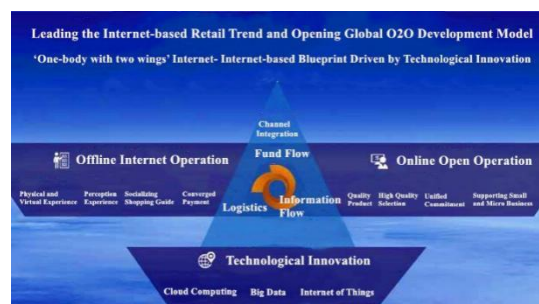 Leading the Internet-based Retail Trend and Opening Global O2O Development Model
‘One-body with two wings’ Internet- Internet-based Blueprint Driven by Technological Innovation
Channel
Integration
Offline Internet Operation
Physical and
Virtual Experience
Perception
Experience
Socializing
Shopping Guide
Converged
Payment
Fund Flow
Logistics
Information
Flow
Online Open Operation
Quality
Product
High Quality
Selection
Unified
Commitment
Supporting Small
and Micro Business
Technological Innovation
Cloud Computing Big Data Internet of Things